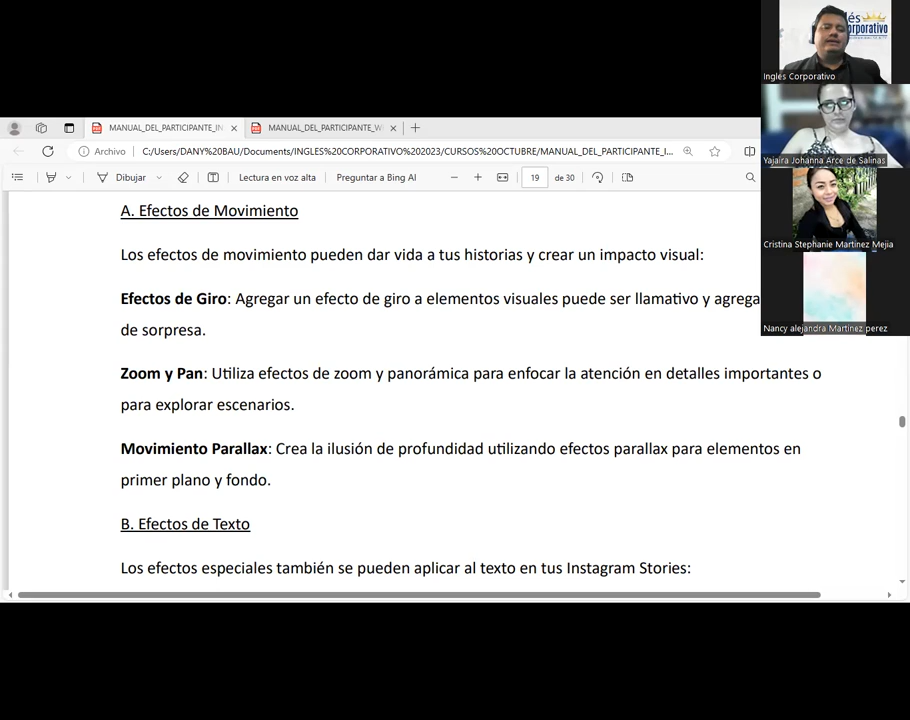 MANUAL_DEL_PARTICIPANTE_IN
MANUAL_DEL_PARTICIPANTE_W
Archivo
C:/Users/DANY%20BAU/Documents/INGLES%20CORPORATIVO%202023/CURSOS%20OCTUBRE/MANUAL_DEL_PARTICIPANTE_I...
Dibujar
Lectura en voz alta
Preguntar a Bing AI
19
de 30
A. Efectos de Movimiento
Los efectos de movimiento pueden dar vida a tus historias y crear un impacto visual:
Efectos de Giro: Agregar un efecto de giro a elementos visuales puede ser llamativo y agrega
de sorpresa.
Zoom y Pan: Utiliza efectos de zoom y panorámica para enfocar la atención en detalles importantes o
para explorar escenarios.
Movimiento Parallax: Crea la ilusión de profundidad utilizando efectos parallax para elementos en
primer plano y fondo.
B. Efectos de Texto
Los efectos especiales también se pueden aplicar al texto en tus Instagram Stories:
és
orporativo
Ingles Corporativo
Yajaira Johanna Arce de Salinas
Cristina Stephanie Martinez Mejia
Nancy alejandra Martinez perez